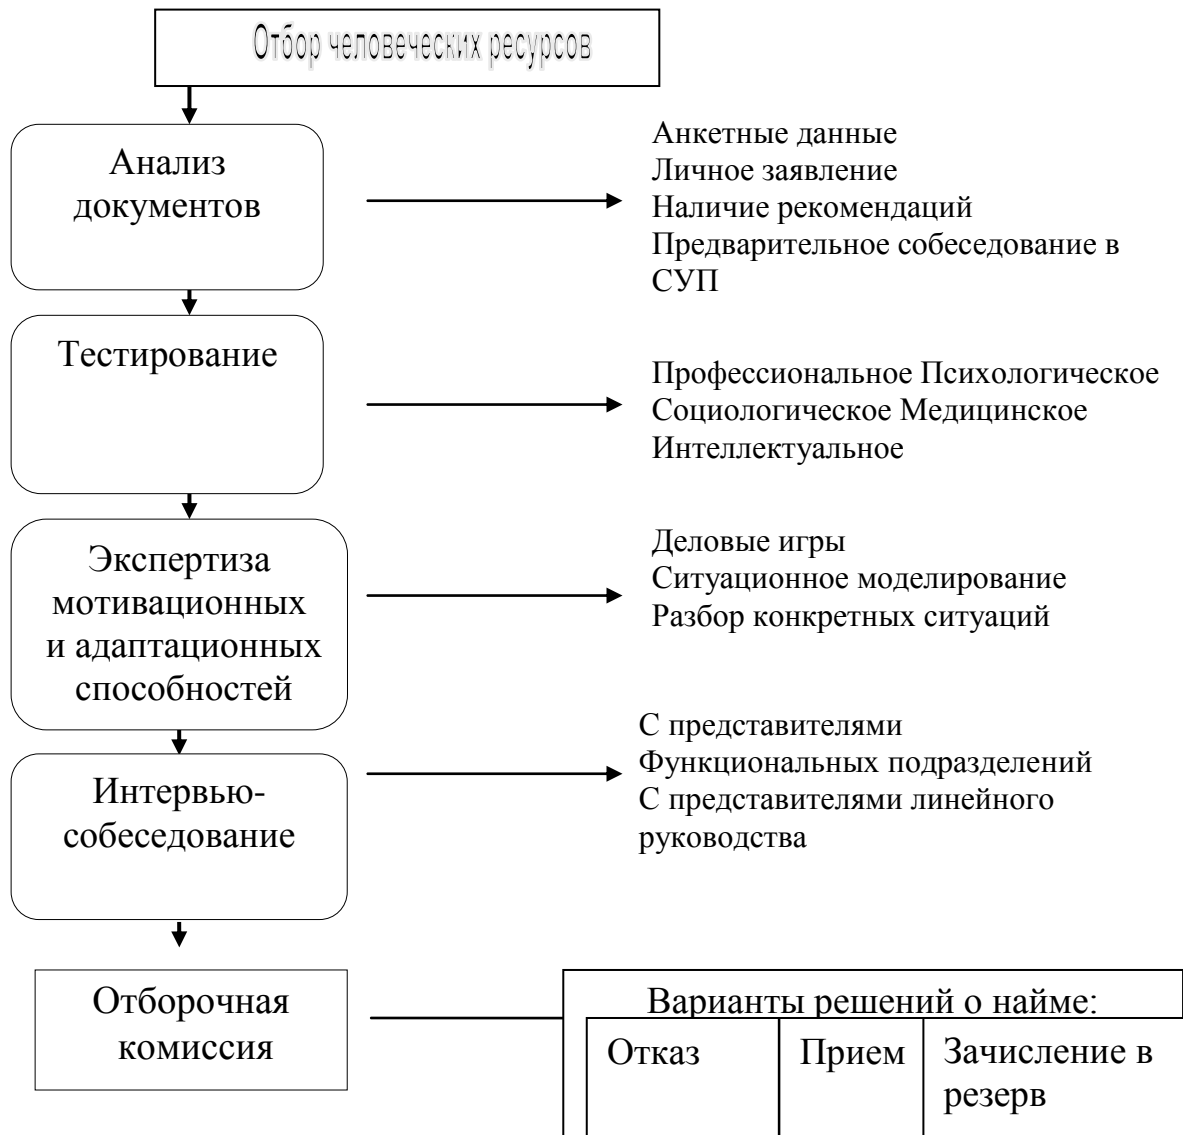 Отбор человеческих ресурсов
Анализ
документов
Анкетные данные
Личное заявление
Наличие рекомендаций
Предварительное собеседование в
СУП
Тестирование
Профессиональное Психологическое
Социологическое Медицинское
Интеллектуальное
Экспертиза
мотивационных
и адаптационных
способностей
Деловые игры
Ситуационное моделирование
Разбор конкретных ситуаций
Интервью-
собеседование
С представителями
Функциональных подразделений
С представителями линейного
руководства
Отборочная
комиссия
Варианты решений о найме:
Отказ
Прием
Зачисление в
резерв